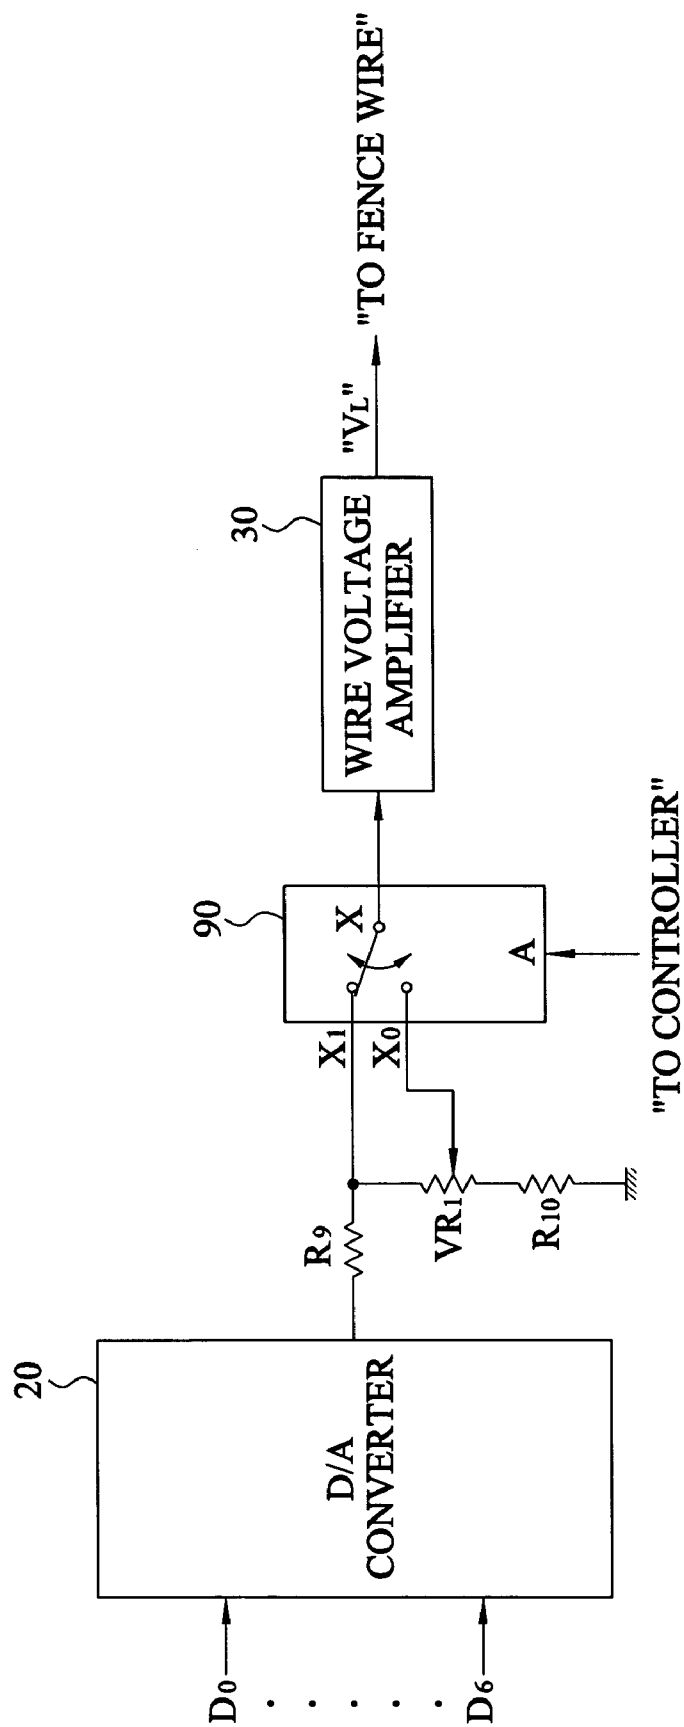 D0
D6
20
D/A
CONVERTER
R9
VR1
R10
X1
X0
90
X
A
"TO CONTROLLER"
30
WIRE VOLTAGE
AMPLIFIER
"VL"
"TO FENCE WIRE"